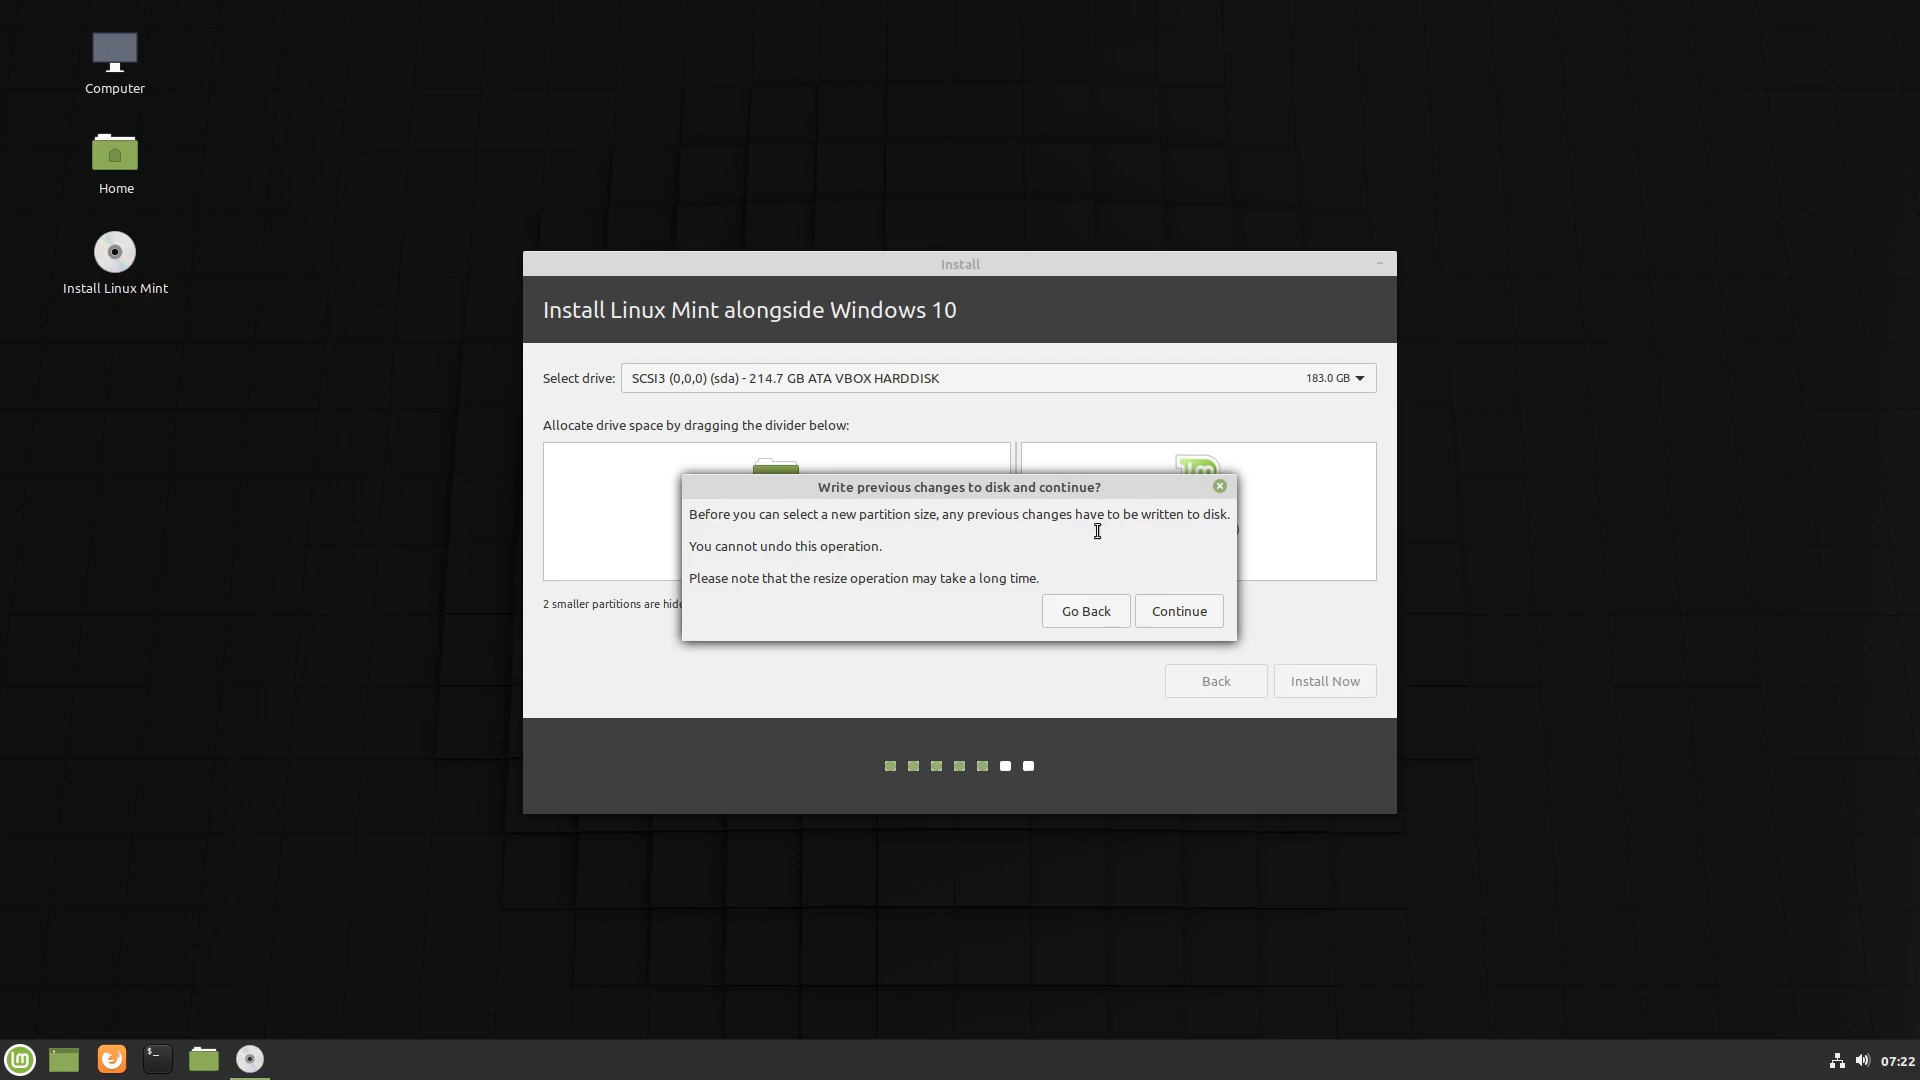 Computer
Home
Install Linux Mint
Install
Install Linux Mint alongside Windows 10
Select drive: SCSI3 (0,0,0) (sda) - 214.7 GB ATA VBOX HARDDISK 183.0 GB
Allocate drive space by dragging the divider below:
Write previous changes to disk and continue?
Before you can select a new partition size, any previous changes have to be written to disk.
You cannot undo this operation.
Please note that the resize operation may take a long time.
2 smaller partitions are
Go Back Continue
Back Install Now
07:22